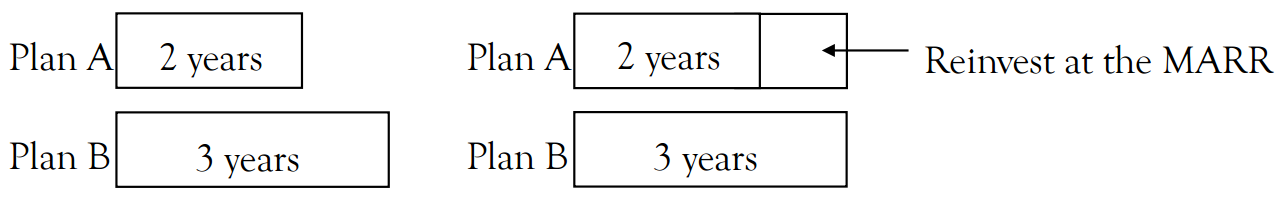 Plan A 2 years
Plan B 3 years
Plan A 2 years Reinvest at the MARR
Plan B 3 years